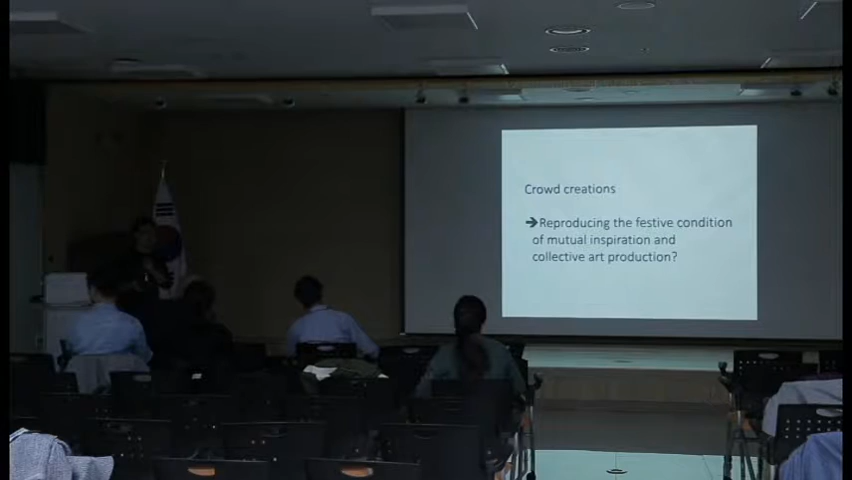 Crowd creations
➔Reproducing the festive condition
of mutual inspiration and
collective art production?